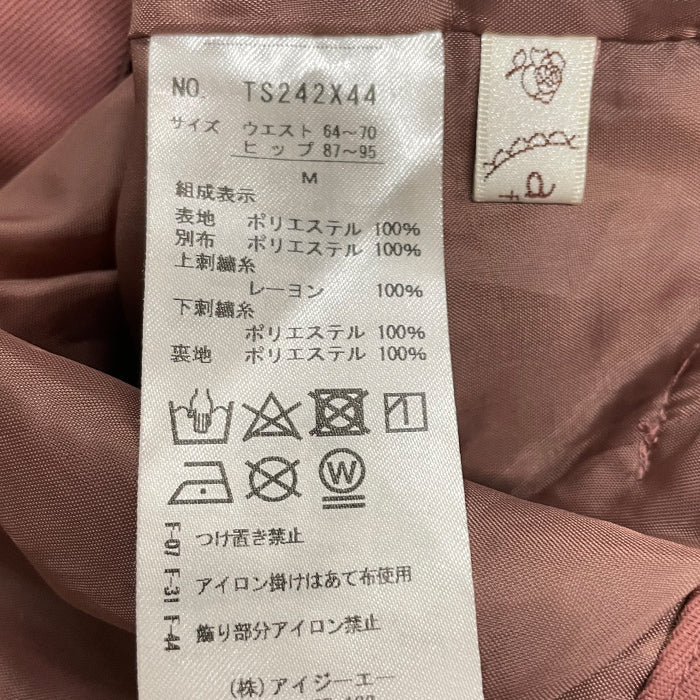 NO. TS242X44
サイズ ウエスト 64～70
ヒップ 87～95
M
組成表示
表地 ポリエステル 100%
別布 ポリエステル 100%
上刺繍糸
レーヨン 100%
下刺繍糸
ポリエステル 100%
裏地 ポリエステル 100%
W
F-07 つけ置き禁止
F-31 アイロン掛けはあて布使用
F-44 飾り部分アイロン禁止
(株)アイジーエー